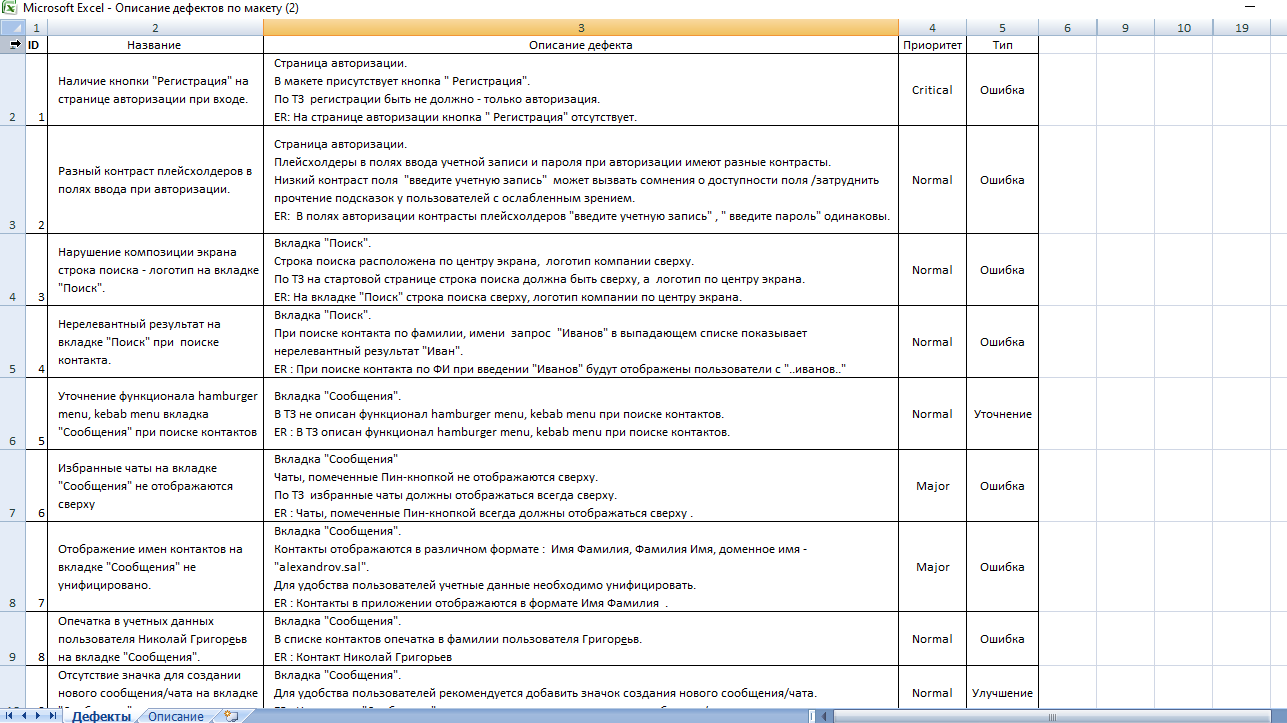 Microsoft Excel - Описание дефектов по макету (2)
1 2 3 4 5 6 9 10 19
ID Название Описание дефекта Приоритет Тип
2
1
Наличие кнопки "Регистрация" на
странице авторизации при входе.
Страница авторизации.
В макете присутствует кнопка " Регистрация".
По ТЗ регистрации быть не должно - только авторизация.
ER: На странице авторизации кнопка " Регистрация" отсутствует.
Critical
Ошибка
3
2
Разный контраст плейсхолдеров в
полях ввода при авторизации.
Страница авторизации.
Плейсхолдеры в полях ввода учетной записи и пароля при авторизации имеют разные контрасты.
Низкий контраст поля "введите учетную запись" может вызвать сомнения о доступности поля /затруднить
прочтение подсказок у пользователей с ослабленным зрением.
ER: В полях авторизации контрасты плейсхолдеров "введите учетную запись" , " введите пароль" одинаковы.
Normal
Ошибка
4
3
Нарушение композиции экрана
строка поиска - логотип на вкладке
"Поиск".
Вкладка "Поиск".
Строка поиска расположена по центру экрана, логотип компании сверху.
По ТЗ на стартовой странице строка поиска должна быть сверху, а логотип по центру экрана.
ER: На вкладке "Поиск" строка поиска сверху, логотип компании по центру экрана.
Normal
Ошибка
5
4
Нерелевантный результат на
вкладке "Поиск" при поиске
контакта.
Вкладка "Поиск".
При поиске контакта по фамилии, имени запрос "Иванов" в выпадающем списке показывает
нерелевантный результат "Иван".
ER : При поиске контакта по ФИ при введении "Иванов" будут отображены пользователи с "..иванов.."
Normal
Ошибка
6
5
Уточнение функционала hamburger
menu, kebab menu вкладка
"Сообщения" при поиске контактов
Вкладка "Сообщения".
В ТЗ не описан функционал hamburger menu, kebab menu при поиске контактов.
ER : В ТЗ описан функционал hamburger menu, kebab menu при поиске контактов.
Normal
Уточнение
7
6
Избранные чаты на вкладке
"Сообщения" не отображаются
сверху
Вкладка "Сообщения
Чаты, помеченные Пин-кнопкой не отображаются сверху.
По ТЗ избранные чаты должны отображаться всегда сверху.
ER : Чаты, помеченные Пин-кнопкой всегда должны отображаться сверху .
Major
Ошибка
8
7
Отображение имен контактов на
вкладке "Сообщения" не
унифицировано.
Вкладка "Сообщения".
Контакты отображаются в различном формате : Имя Фамилия, Фамилия Имя, доменное имя -
"alexandrov.sal".
Для удобства пользователей учетные данные необходимо унифицировать.
ER : Контакты в приложении отображаются в формате Имя Фамилия .
Major
Ошибка
9
8
Опечатка в учетных данных
пользователя Николай Григореьв
на вкладке "Сообщения".
Вкладка "Сообщения".
В списке контактов опечатка в фамилии пользователя Григореьв.
ER : Контакт Николай Григорьев
Normal
Ошибка
Отсутствие значка для создании
нового сообщения/чата на вкладке
Вкладка "Сообщения".
Для удобства пользователей рекомендуется добавить значок создания нового сообщения/чата.
Normal
Улучшение
Дефекты Описание